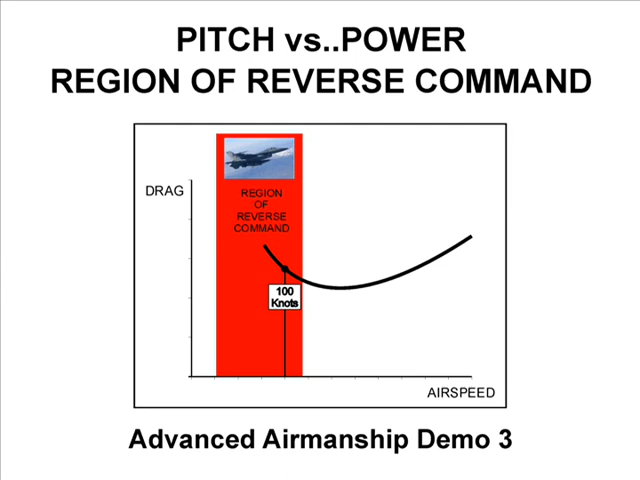 PITCH vs..POWER
REGION OF REVERSE COMMAND
DRAG
REGION
OF
REVERSE
COMMAND
100
Knots
AIRSPEED
Advanced Airmanship Demo 3